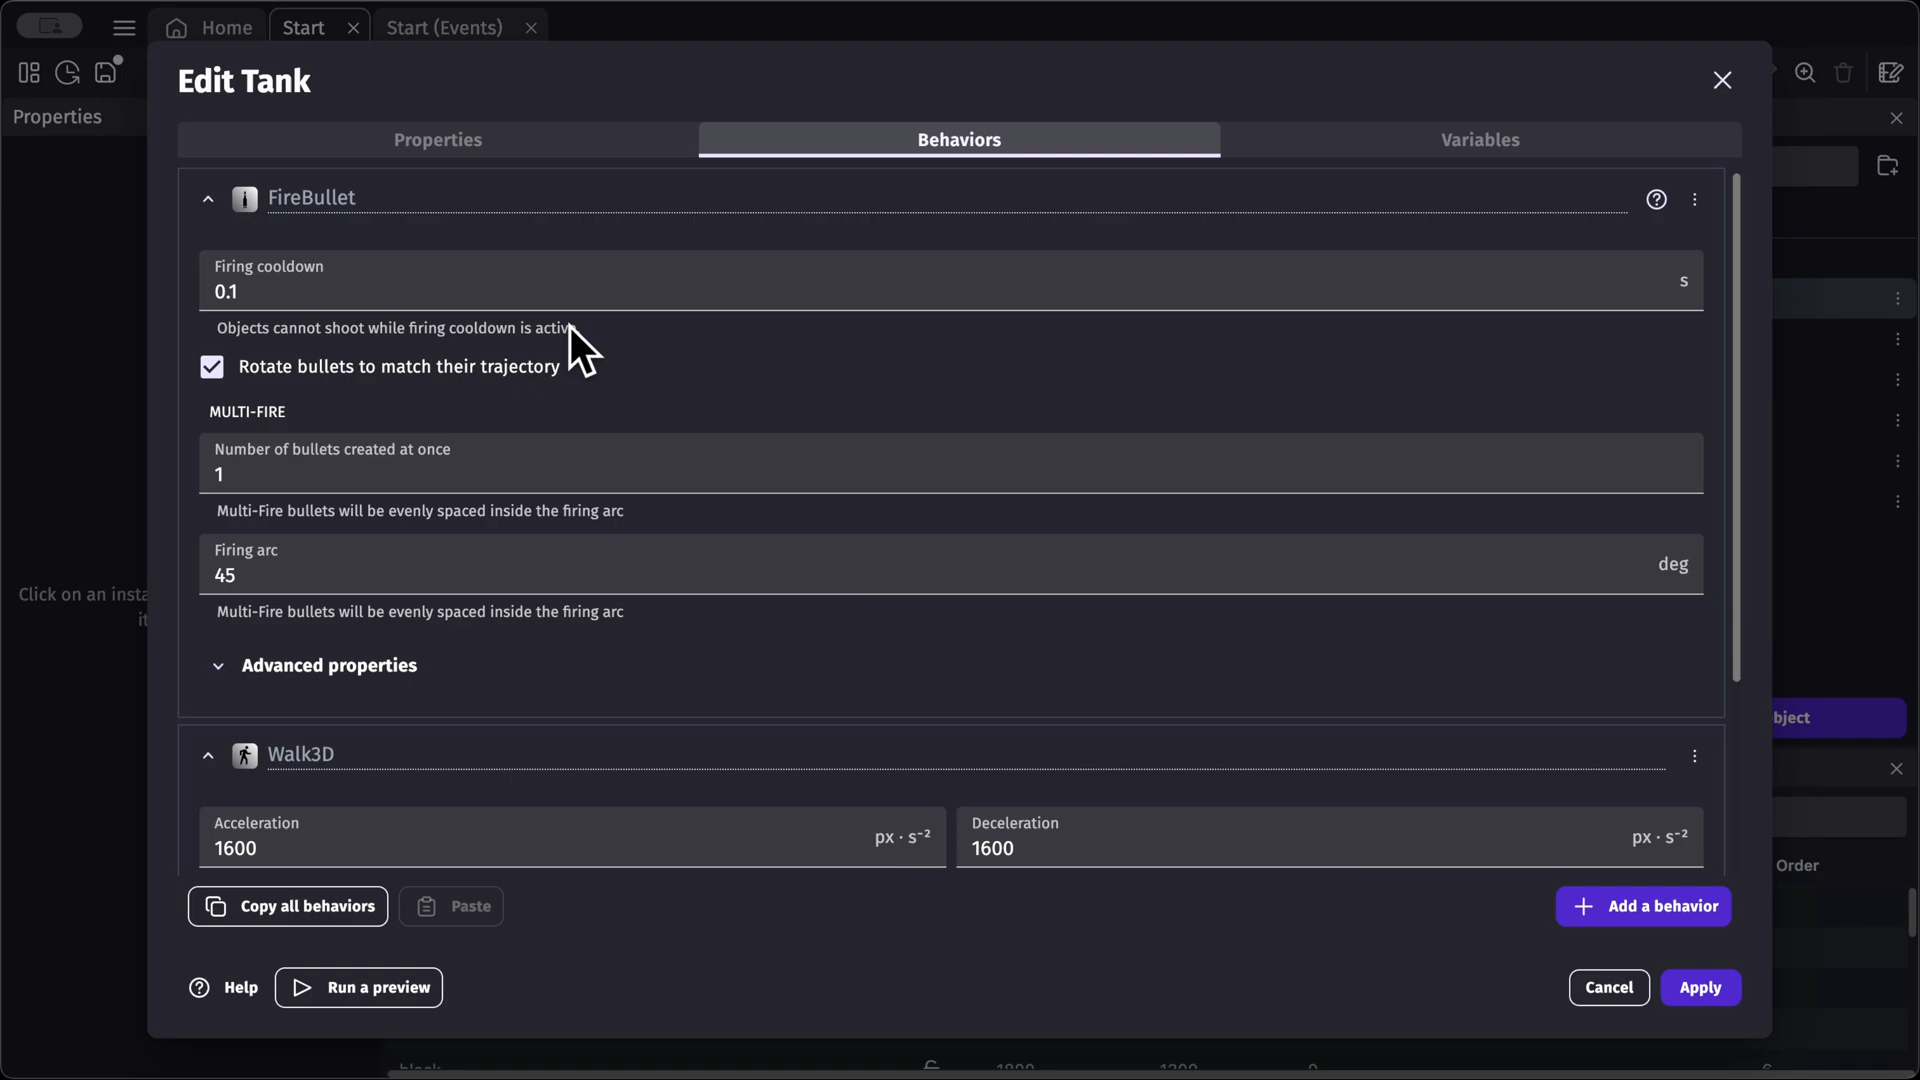 Home
Start
Start (Events)
Edit Tank
Properties
Properties
Behaviors
Variables
FireBullet
Firing cooldown
0.1
s
Objects cannot shoot while firing cooldown is
Rotate bullets to match their trajectory
MULTI-FIRE
Number of bullets created at once
1
Multi-Fire bullets will be evenly spaced inside the firing arc
Firing arc
45
deg
Click on an insta
it
Multi-Fire bullets will be evenly spaced inside the firing arc
Advanced properties
bject
Walk3D
Acceleration
1600
px · s⁻²
Deceleration
1600
px · s⁻²
Order
Copy all behaviors
Paste
Add a behavior
Help
Run a preview
Cancel
Apply